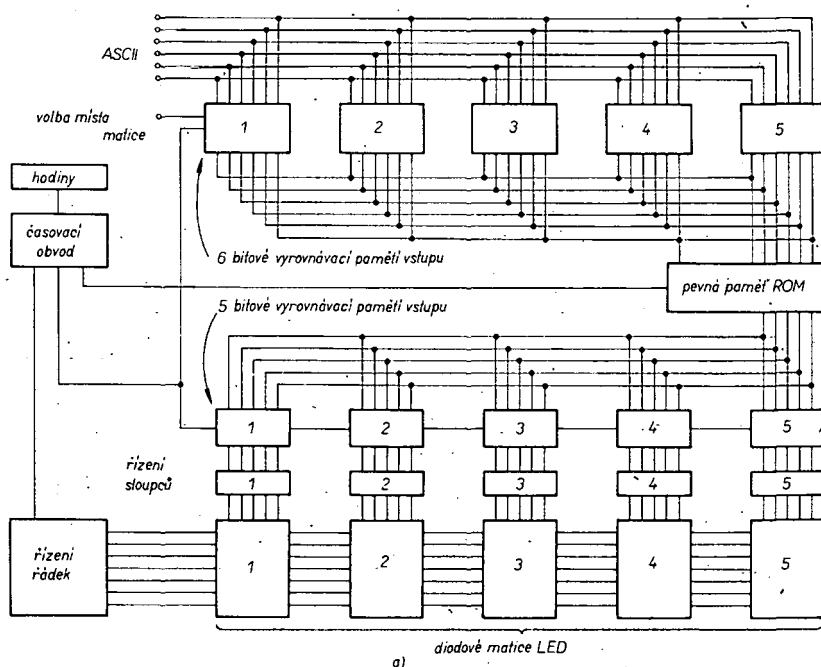 ASCII
volba místa
matice
1 2 3 4 5
hodiny
časovací
obvod
6 bitové vyrovnávací pamětí vstupu
pevná paměť ROM
5 bitové vyrovnávací pamětí vstupu
1 2 3 4 5
řízení
sloupců
1 2 3 4 5
řízení
řádek
1 2 3 4 5
diodové matice LED
a)